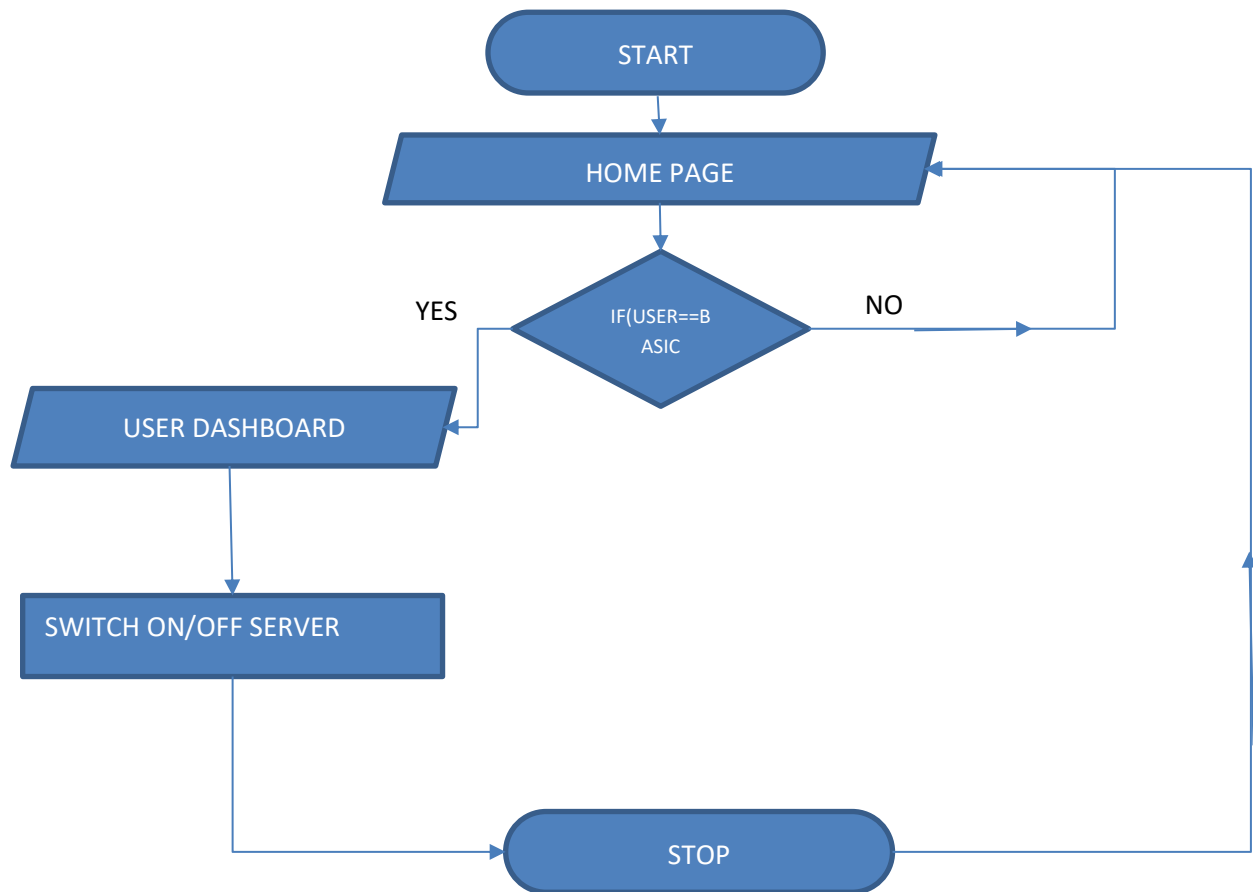 START
HOME PAGE
YES
IF(USER==B
ASIC
NO
USER DASHBOARD
SWITCH ON/OFF SERVER
STOP